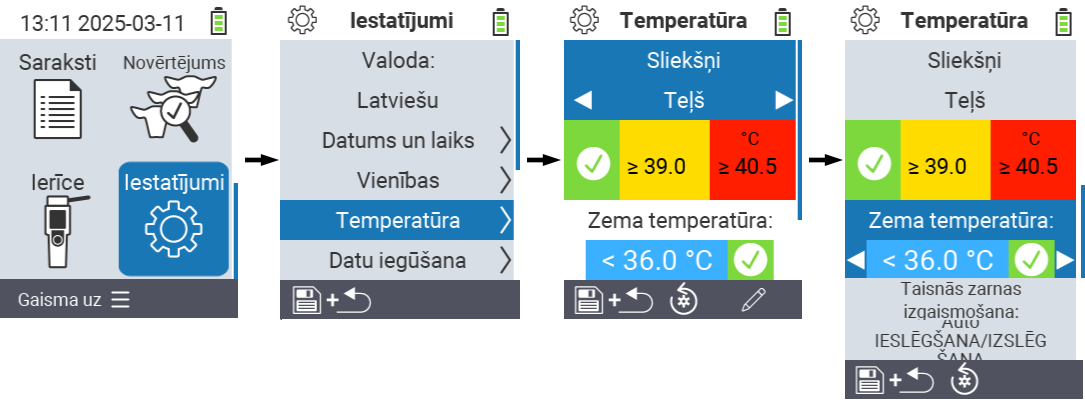 13:11 2025-03-11
Saraksti
Novērtējums
Ierīce
Iestatījumi
Gaisma uz
Iestatījumi
Valoda:
Latviešu
Datums un laiks
Vienības
Temperatūra
Datu iegūšana
+
Temperatūra
Sliekšņi
Teļš
°C
≥ 39.0
≥ 40.5
Zema temperatūra:
< 36.0 °C
+
Temperatūra
Sliekšņi
Teļš
°C
≥ 39.0
≥ 40.5
Zema temperatūra:
< 36.0 °C
Taisnās zarnas
izgaismošana:
Auto
IESLĒGŠANA/IZSLĒG
ŠANA
+